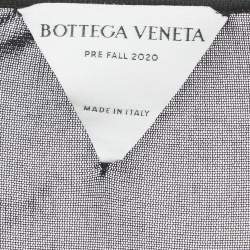 BOTTEGA VENETA
PRE FALL 2020
MADE IN ITALY